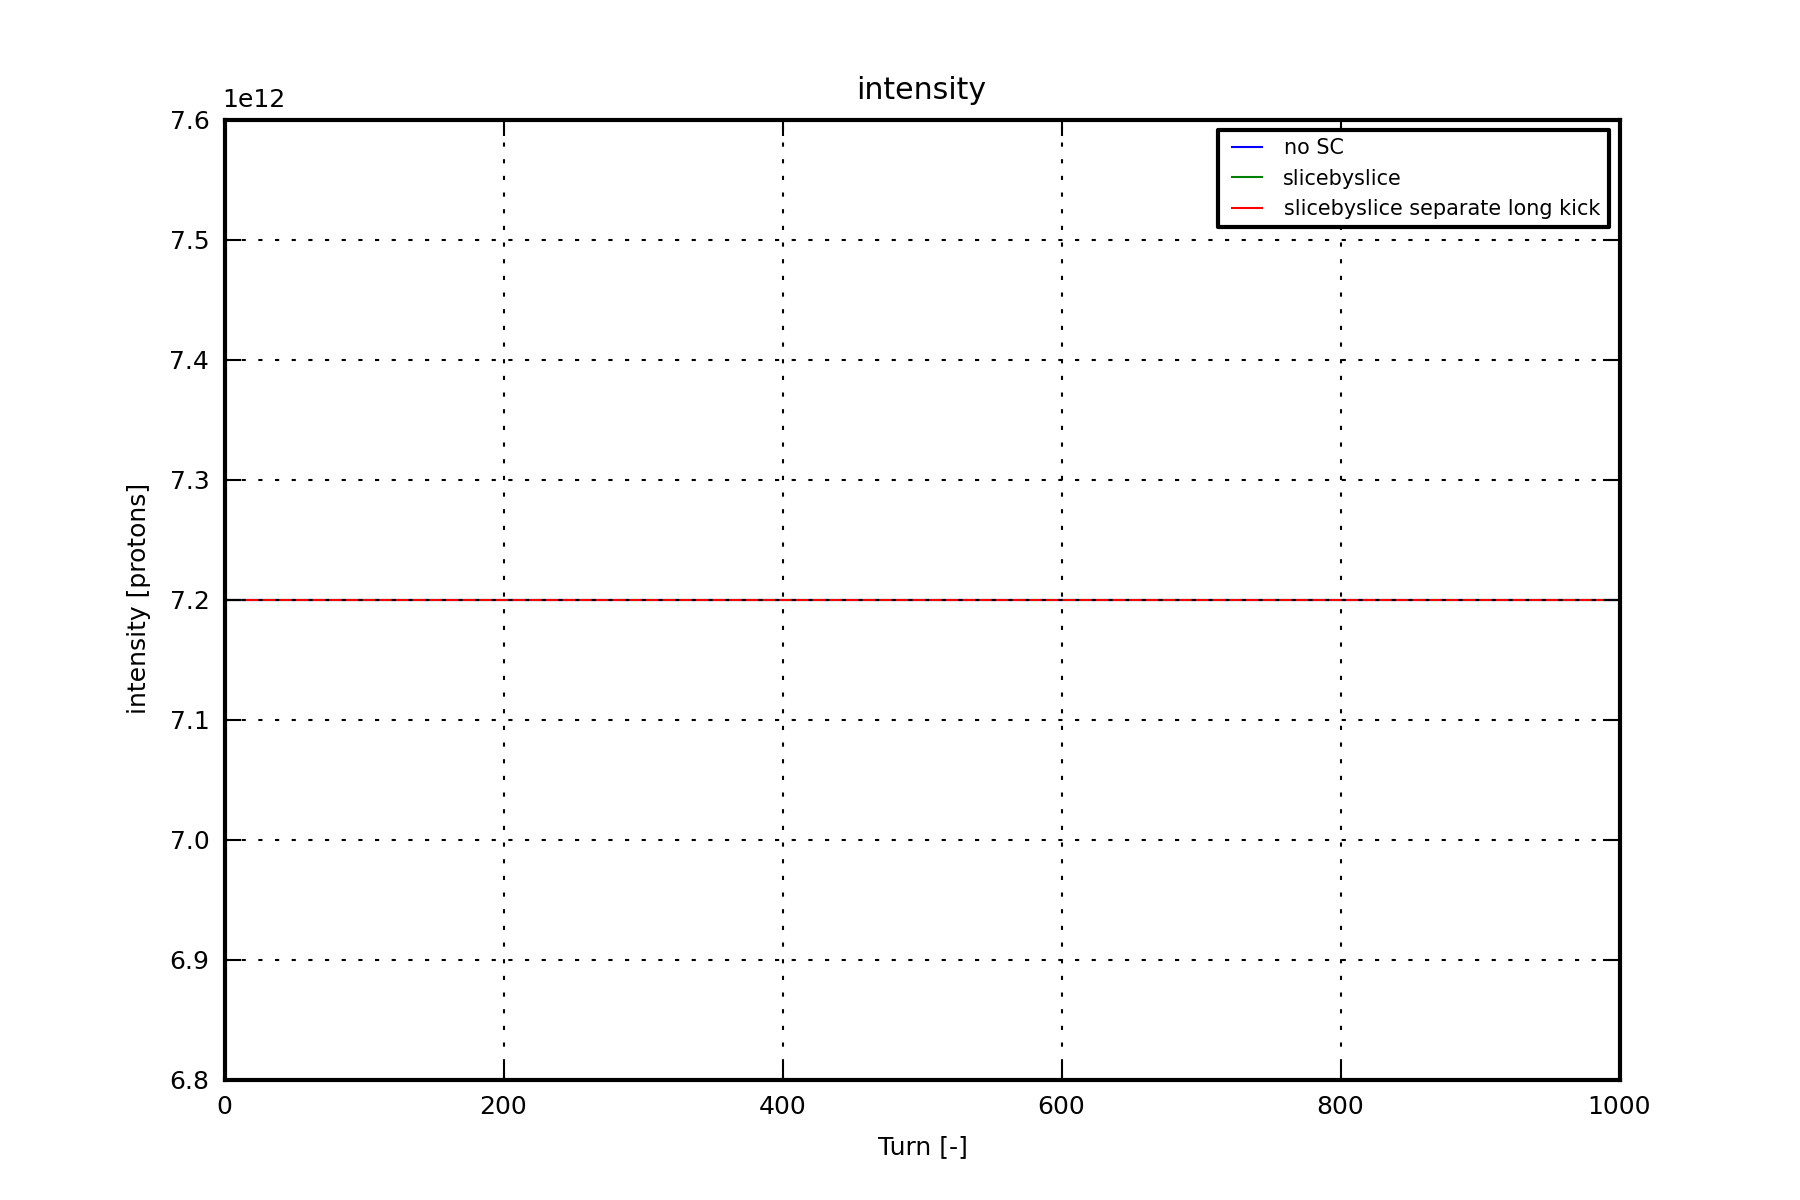 intensity
1e12
7.6
7.5
7.4
7.3
7.2
7.1
7.0
6.9
6.8
intensity [protons]
no SC
slicebyslice
slicebyslice separate long kick
0 200 400 600 800 1000
Turn [-]